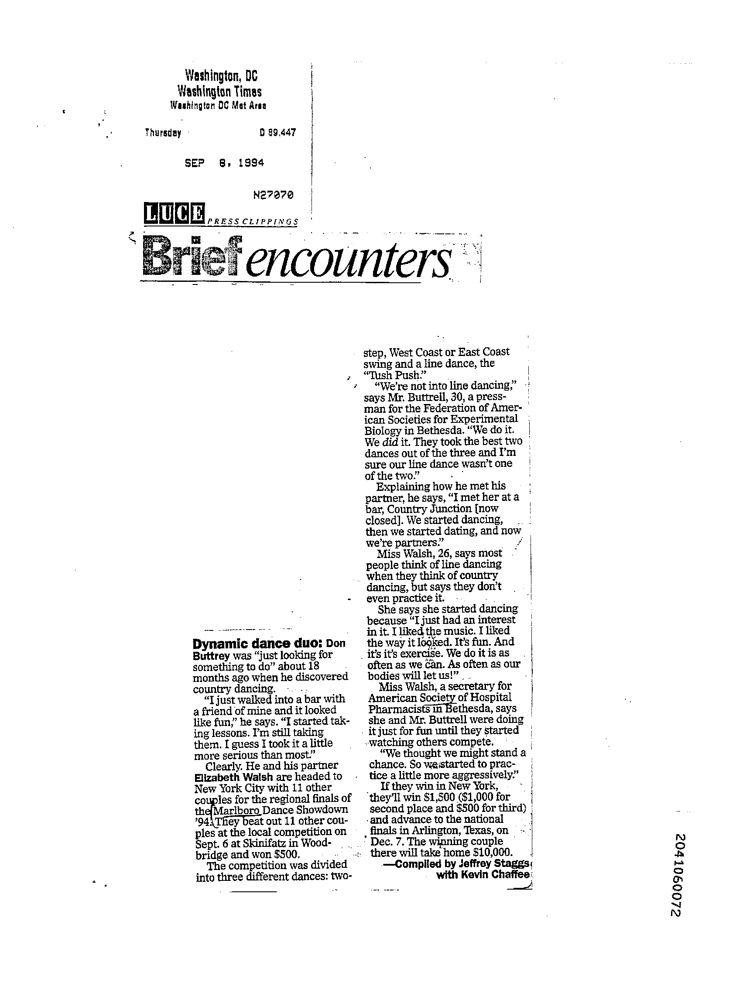 Washington, DC
Washington Times
Washington DC Met Area
Thursday D 89,447
SEP 8, 1994
N27070
LUCE PRESS CLIPPINGS
Brief encounters
Dynamic dance duo: Don
Buttrey was “just looking for
something to do” about 18
months ago when he discovered
country dancing.
“I just walked into a bar with
a friend of mine and it looked
like fun,” he says. “I started tak-
ing lessons. I’m still taking
them. I guess I took it a little
more serious than most.”
Clearly. He and his partner
Elizabeth Walsh are headed to
New York City with 11 other
couples for the regional finals of
the Marlboro Dance Showdown
’94. They beat out 11 other cou-
ples at the local competition on
Sept. 6 at Skinifatz in Wood-
bridge and won $500.
The competition was divided
into three different dances: two-
step, West Coast or East Coast
swing and a line dance, the
“Tush Push.”
“We’re not into line dancing,”
says Mr. Buttrell, 30, a press-
man for the Federation of Amer-
ican Societies for Experimental
Biology in Bethesda. “We do it.
We did it. They took the best two
dances out of the three and I’m
sure our line dance wasn’t one
of the two.”
Explaining how he met his
partner, he says, “I met her at a
bar, Country Junction [now
closed]. We started dancing,
then we started dating, and now
we’re partners.”
Miss Walsh, 26, says most
people think of line dancing
when they think of country
dancing, but says they don’t
even practice it.
She says she started dancing
because “I just had an interest
in it. I liked the music. I liked
the way it looked. It’s fun. And
it’s it’s exercise. We do it is as
often as we can. As often as our
bodies will let us!”
Miss Walsh, a secretary for
American Society of Hospital
Pharmacists in Bethesda, says
she and Mr. Buttrell were doing
it just for fun until they started
watching others compete.
“We thought we might stand a
chance. So we started to prac-
tice a little more aggressively.”
If they win in New York,
they’ll win $1,500 ($1,000 for
second place and $500 for third)
and advance to the national
finals in Arlington, Texas, on
Dec. 7. The winning couple
there will take home $10,000.
—Compiled by Jeffrey Staggs
with Kevin Chaffee
2041060072